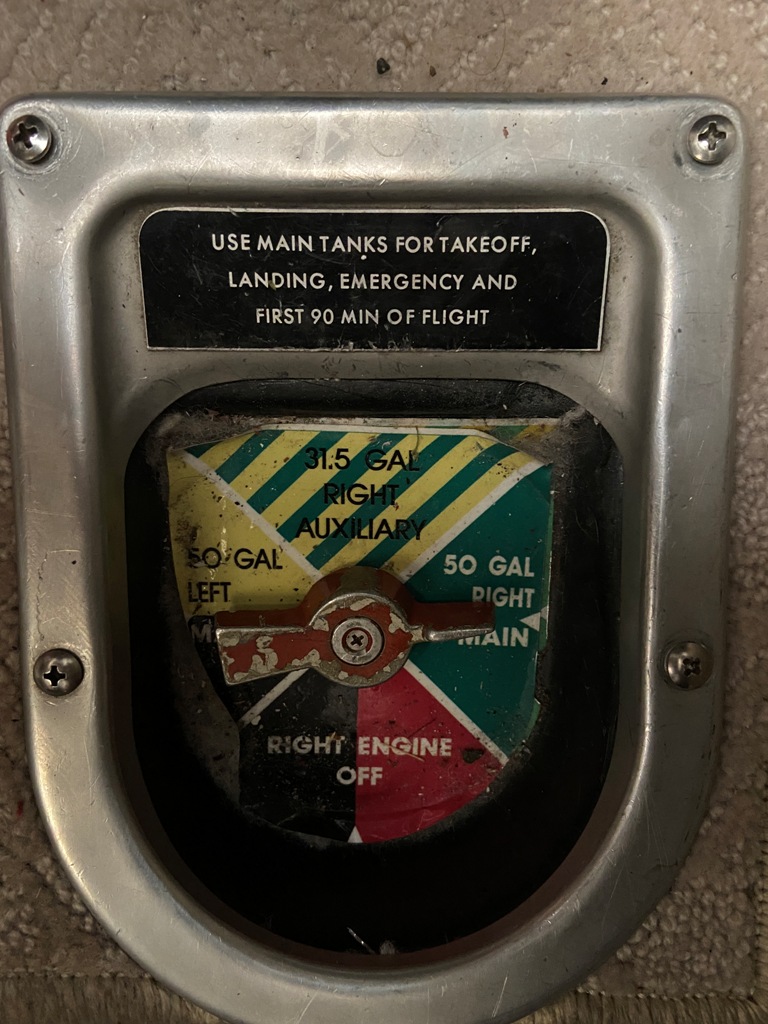 USE MAIN TANKS FOR TAKEOFF,
LANDING, EMERGENCY AND
FIRST 90 MIN OF FLIGHT
31.5 GAL
RIGHT
AUXILIARY
50 GAL
LEFT
50 GAL
RIGHT
MAIN
RIGHT ENGINE
OFF